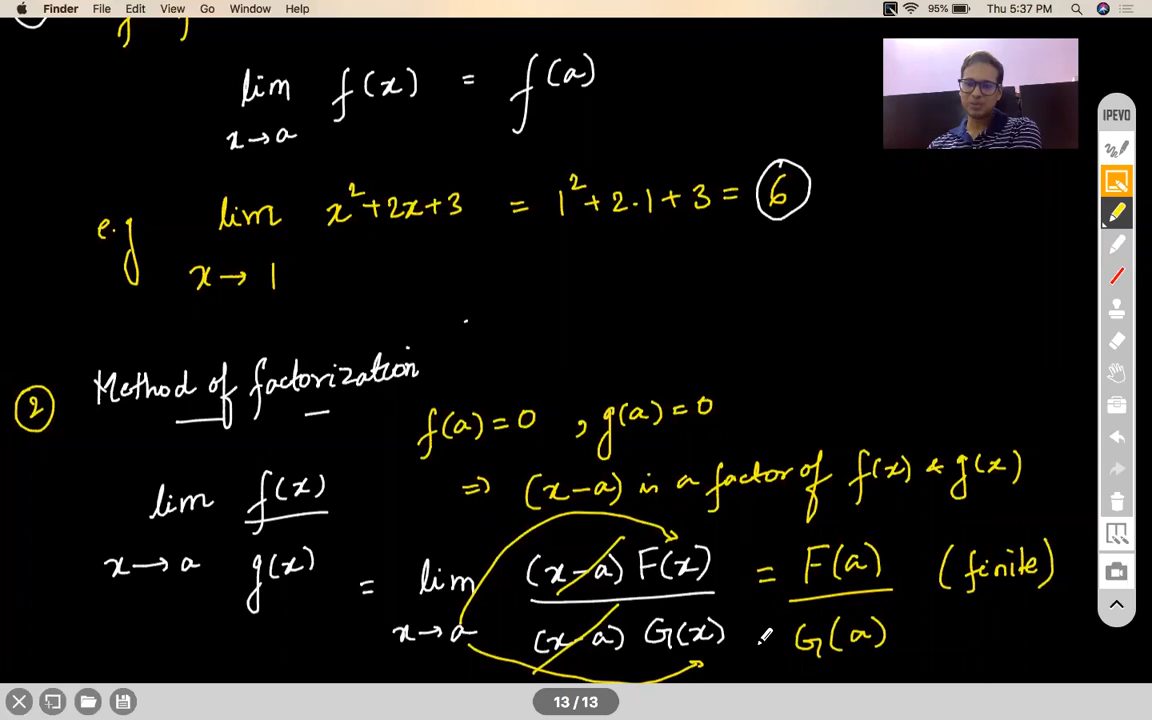 Finder File Edit View Go Window Help 95% Thu 5:37 PM
lim f(x) = f(a)
x→a
IPEVO
e.g lim x²+2x+3 = 1²+2·1+3 = 6
x→1
2 Method of factorization
f(a)=0 , g(a)=0
⇒ (x-a) is a factor of f(x) & g(x)
lim f(x)
x→a g(x)
= lim (x-a) F(x) = F(a) (finite)
x→a (x-a) G(x) G(a)
13/13